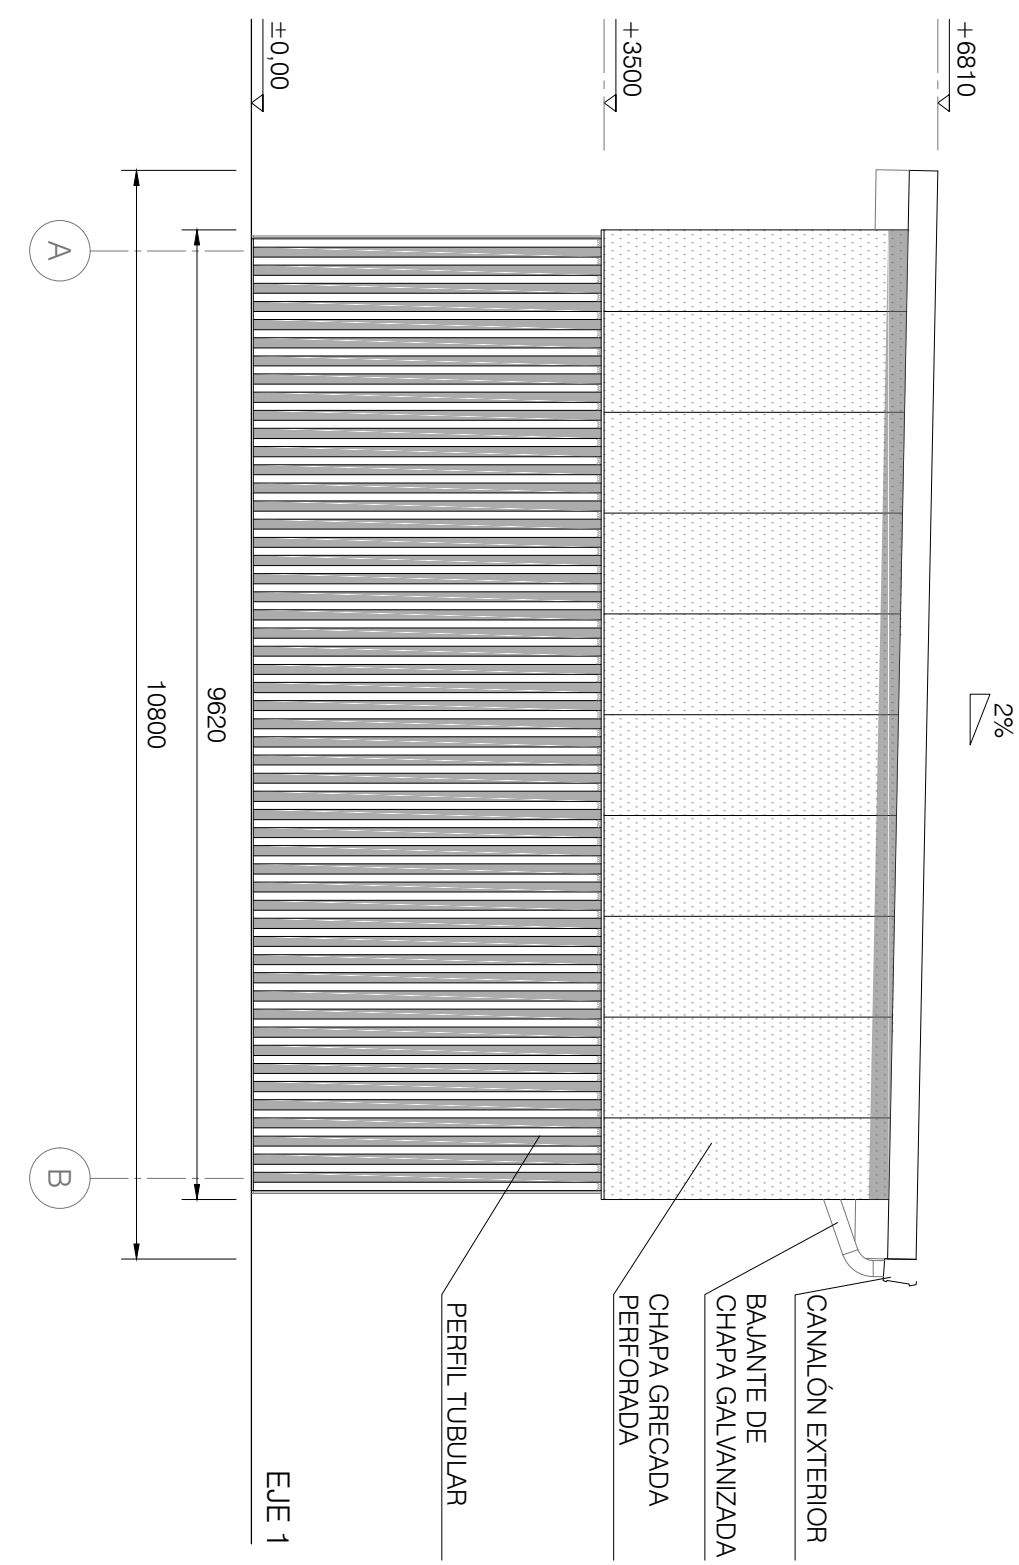 2%
+6810
+3500
±0,00
CANALÓN EXTERIOR
BAJANTE DE
CHAPA GALVANIZADA
CHAPA GRECADA
PERFORADA
PERFIL TUBULAR
EJE 1
9620
10800
A
B